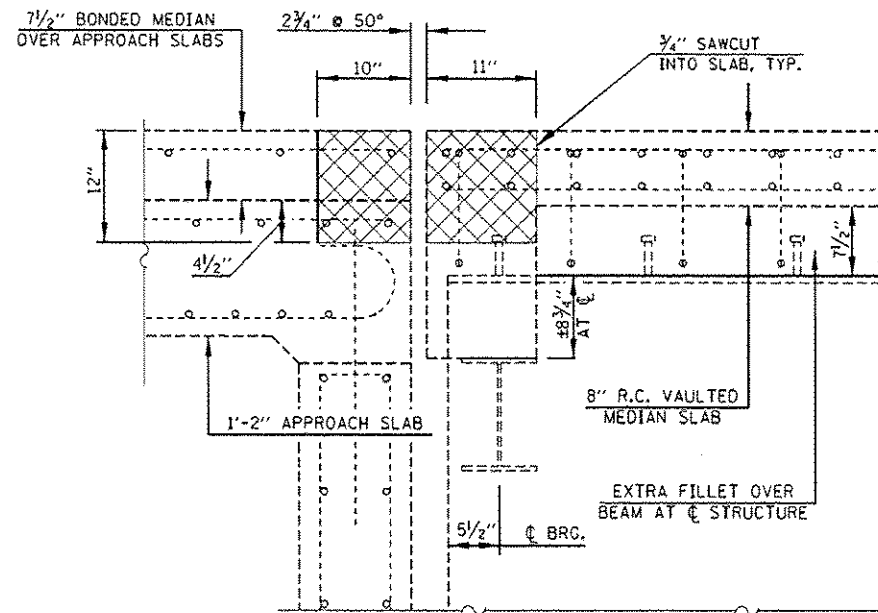 7½" BONDED MEDIAN
OVER APPROACH SLABS
2¾" @ 50°
¾" SAWCUT
INTO SLAB, TYP.
10"
11"
12"
4½"
7½"
±8¾"
AT ℄
8" R.C. VAULTED
MEDIAN SLAB
1'-2" APPROACH SLAB
EXTRA FILLET OVER
BEAM AT ℄ STRUCTURE
5½"
℄ BRG.